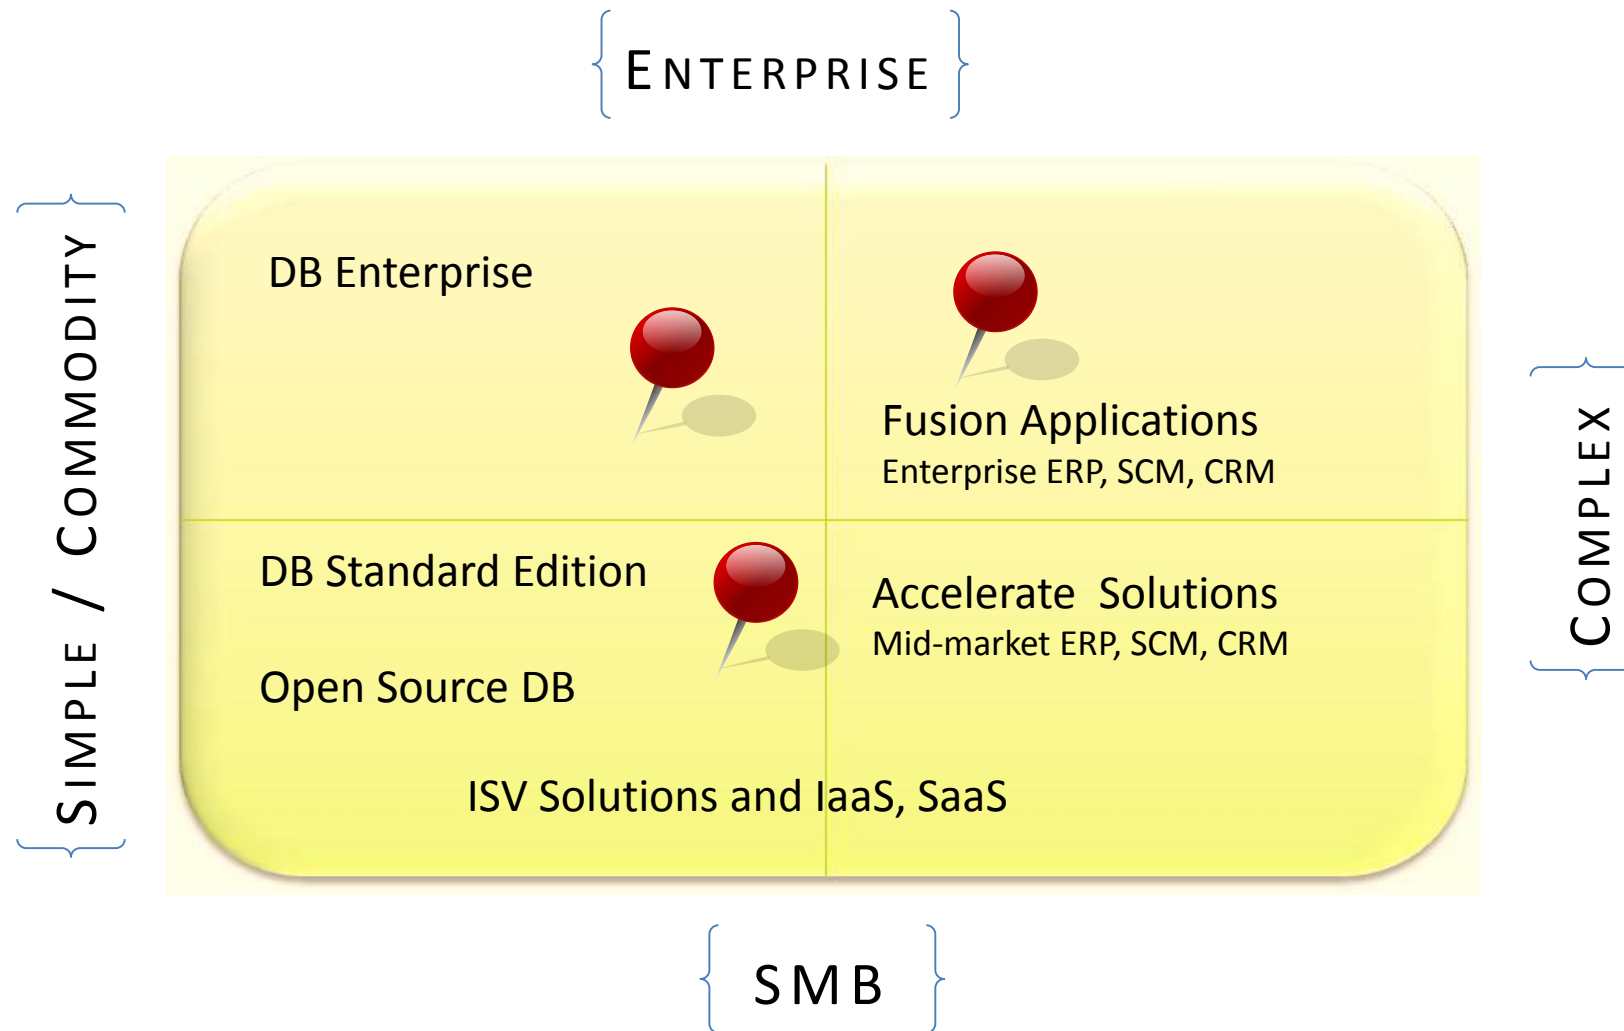 ENTERPRISE
SIMPLE / COMMODITY
DB Enterprise
Fusion Applications
Enterprise ERP, SCM, CRM
COMPLEX
DB Standard Edition
Accelerate Solutions
Mid-market ERP, SCM, CRM
Open Source DB
ISV Solutions and IaaS, SaaS
SMB